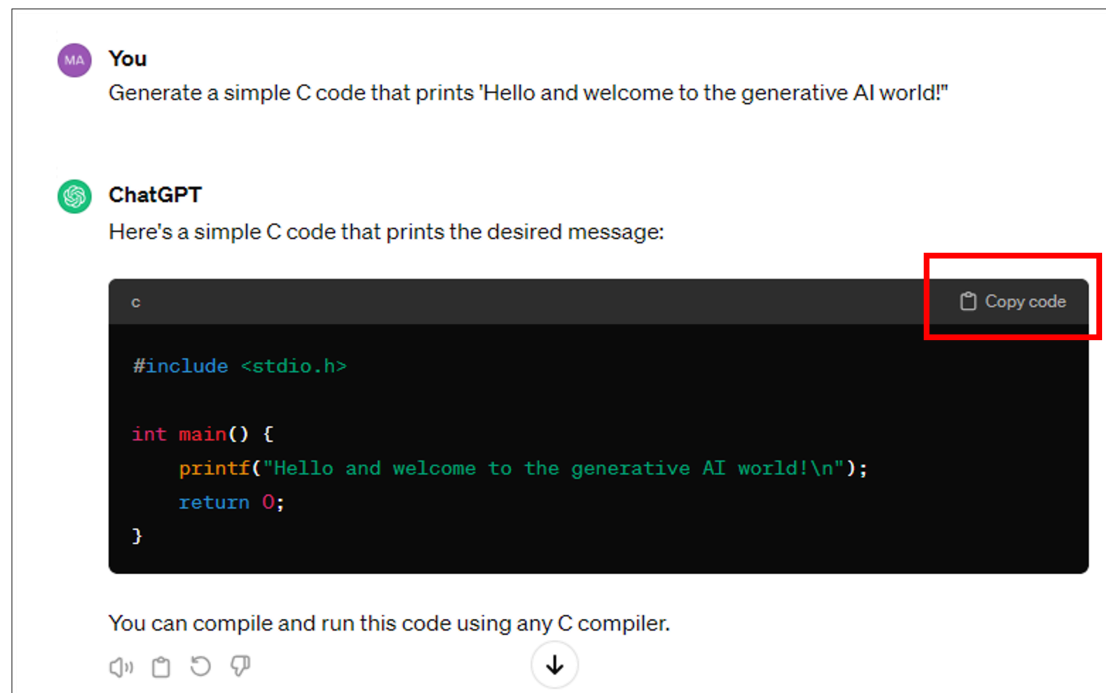 MA
You
Generate a simple C code that prints 'Hello and welcome to the generative AI world!"
ChatGPT
Here's a simple C code that prints the desired message:
c
Copy code
#include <stdio.h>
int main() {
    printf("Hello and welcome to the generative AI world!\n");
    return 0;
}
You can compile and run this code using any C compiler.